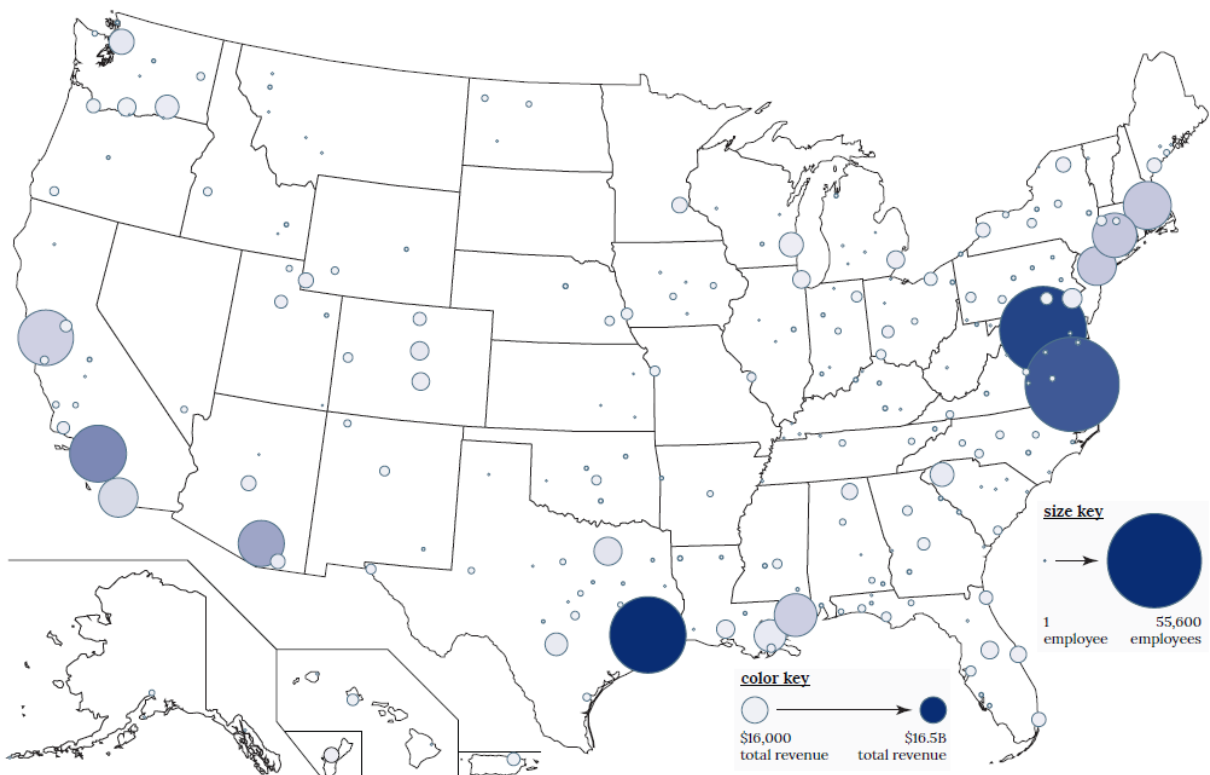 size key
1
employee
55,600
employees
color key
$16,000
total revenue
$16.5B
total revenue